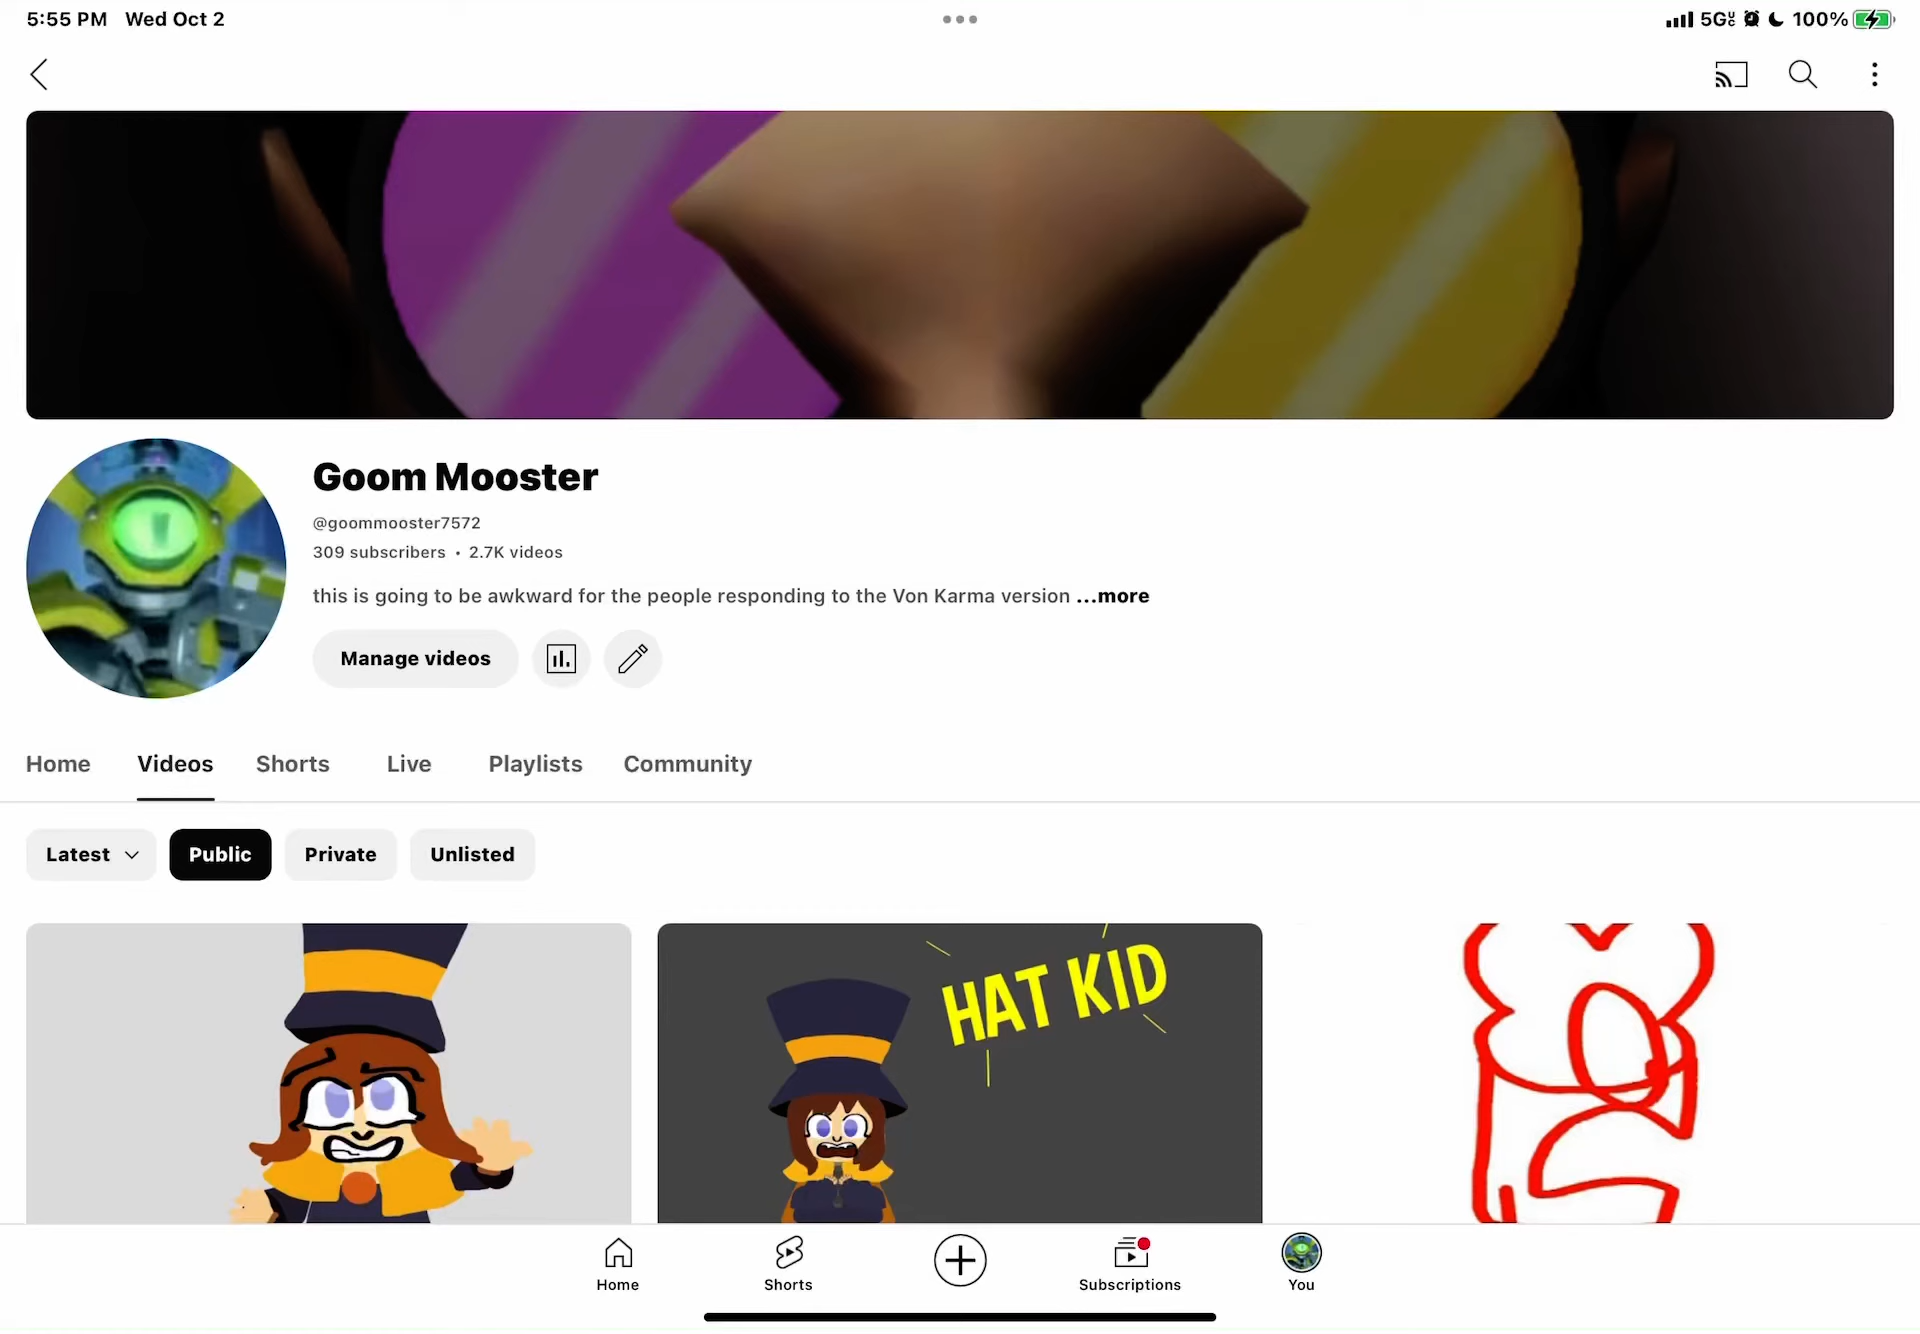 5:55 PM Wed Oct 2
5G 100%
Goom Mooster
@goommooster7572
309 subscribers • 2.7K videos
this is going to be awkward for the people responding to the Von Karma version ...more
Manage videos
Home Videos Shorts Live Playlists Community
Latest Public Private Unlisted
HAT KID
Home Shorts Subscriptions You